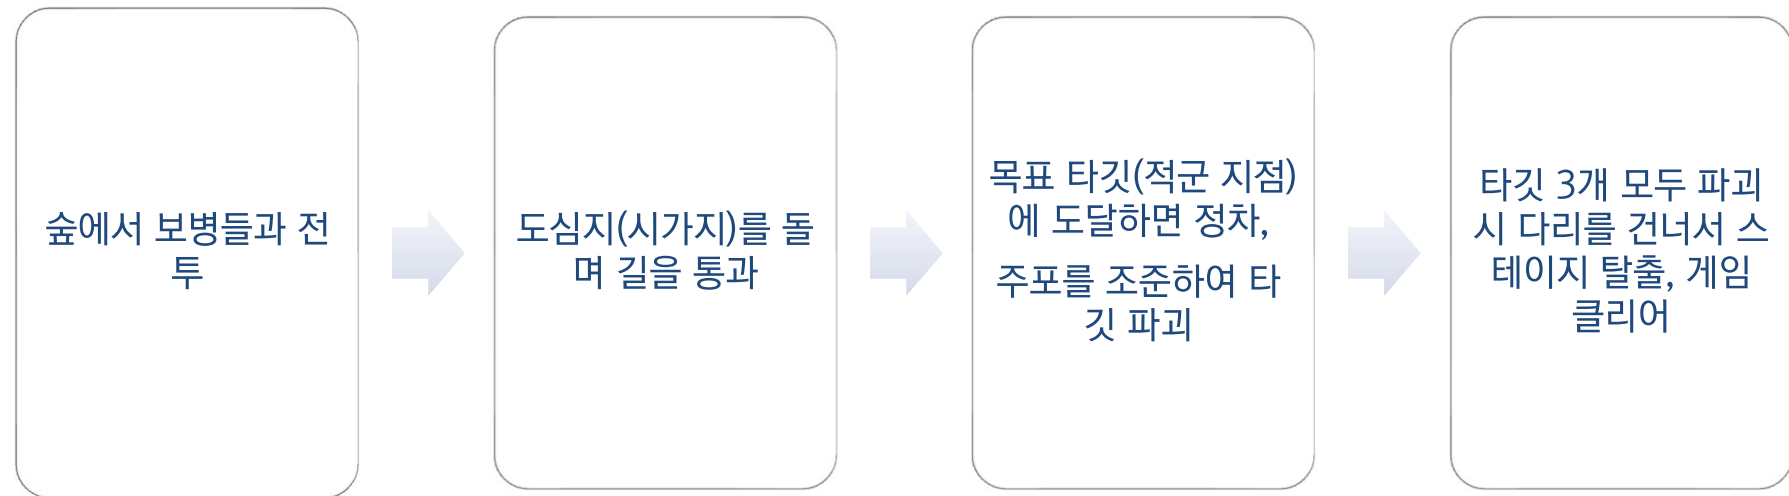 숲에서 보병들과 전
투
도심지(시가지)를 돌
며 길을 통과
목표 타깃(적군 지점)
에 도달하면 정차,
주포를 조준하여 타
깃 파괴
타깃 3개 모두 파괴
시 다리를 건너서 스
테이지 탈출, 게임
클리어